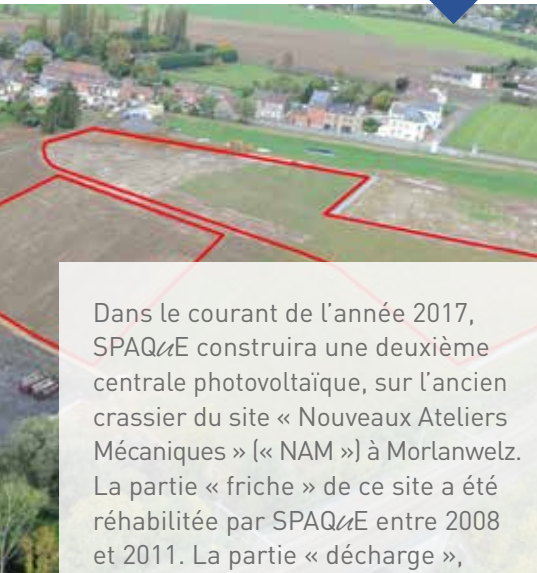 Dans le courant de l’année 2017,
SPAQuE construira une deuxième
centrale photovoltaïque, sur l’ancien
crassier du site « Nouveaux Ateliers
Mécaniques » (« NAM ») à Morlanwelz.
La partie « friche » de ce site a été
réhabilitée par SPAQuE entre 2008
et 2011. La partie « décharge »,